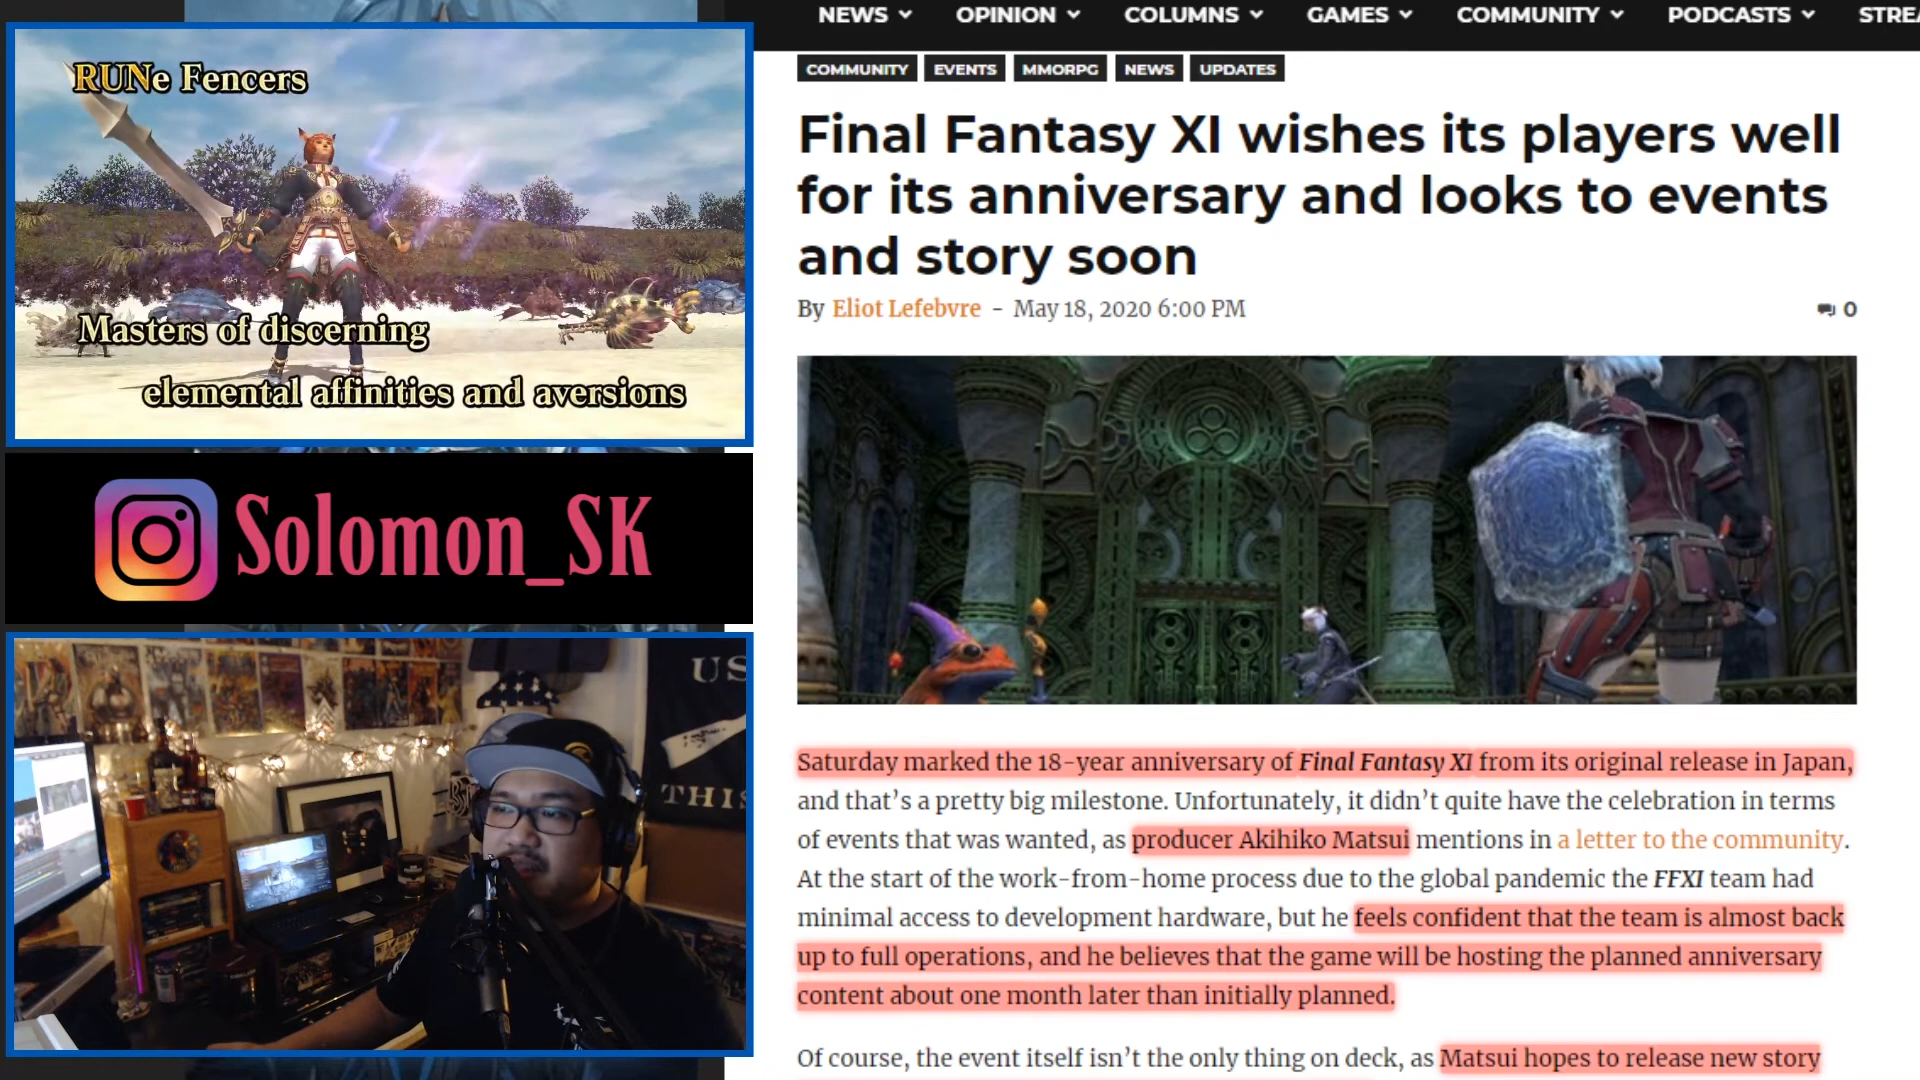 RUNe Fencers
Masters of discerning
elemental affinities and aversions
Solomon_SK
US
THIS
NEWS
OPINION
COLUMNS
GAMES
COMMUNITY
PODCASTS
STREA
COMMUNITY
EVENTS
MMORPG
NEWS
UPDATES
Final Fantasy XI wishes its players well
for its anniversary and looks to events
and story soon
By Eliot Lefebvre - May 18, 2020 6:00 PM
0
Saturday marked the 18-year anniversary of Final Fantasy XI from its original release in Japan,
and that’s a pretty big milestone. Unfortunately, it didn’t quite have the celebration in terms
of events that was wanted, as producer Akihiko Matsui mentions in a letter to the community.
At the start of the work-from-home process due to the global pandemic the FFXI team had
minimal access to development hardware, but he feels confident that the team is almost back
up to full operations, and he believes that the game will be hosting the planned anniversary
content about one month later than initially planned.
Of course, the event itself isn’t the only thing on deck, as Matsui hopes to release new story